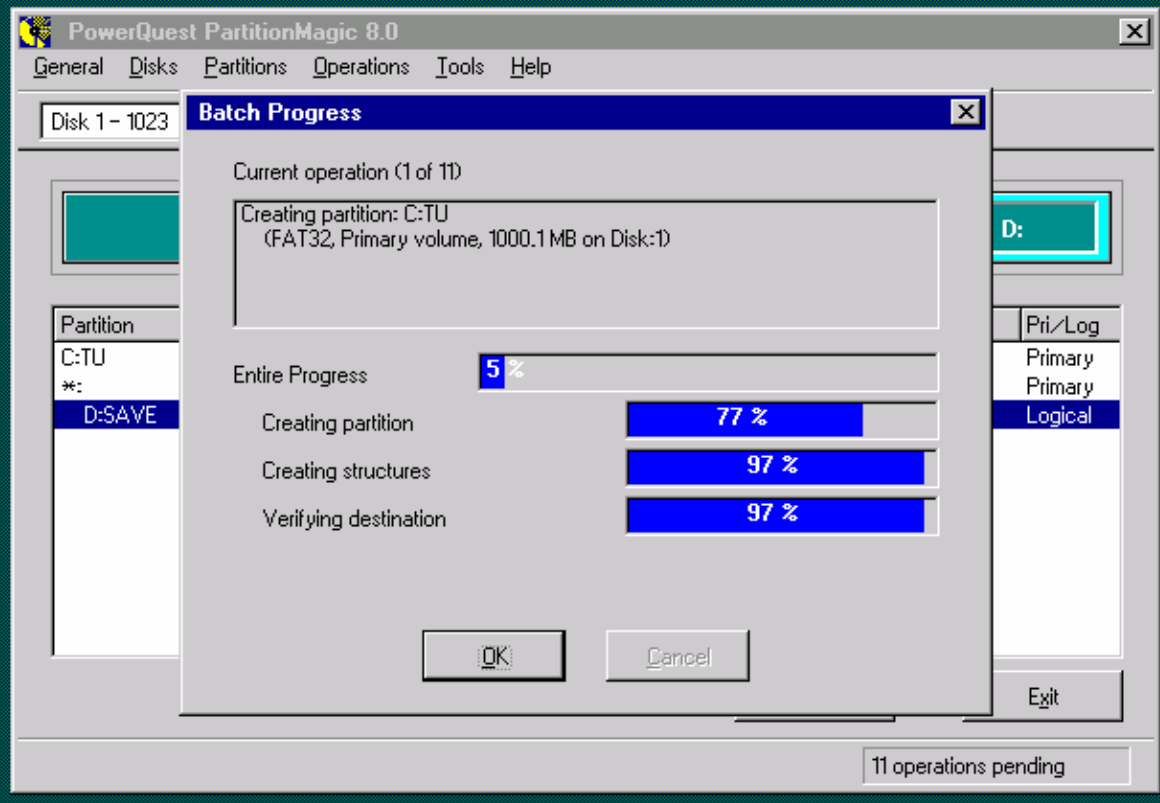 PowerQuest PartitionMagic 8.0
General Disks Partitions Operations Tools Help
Disk 1 - 1023
Batch Progress
Current operation (1 of 11)
Creating partition: C:TU
(FAT32, Primary volume, 1000.1 MB on Disk:1)
D:
Partition
Pri/Log
C:TU
Primary
*:
Primary
D:SAVE
Logical
Entire Progress
5 %
Creating partition
77 %
Creating structures
97 %
Verifying destination
97 %
OK
Cancel
Exit
11 operations pending